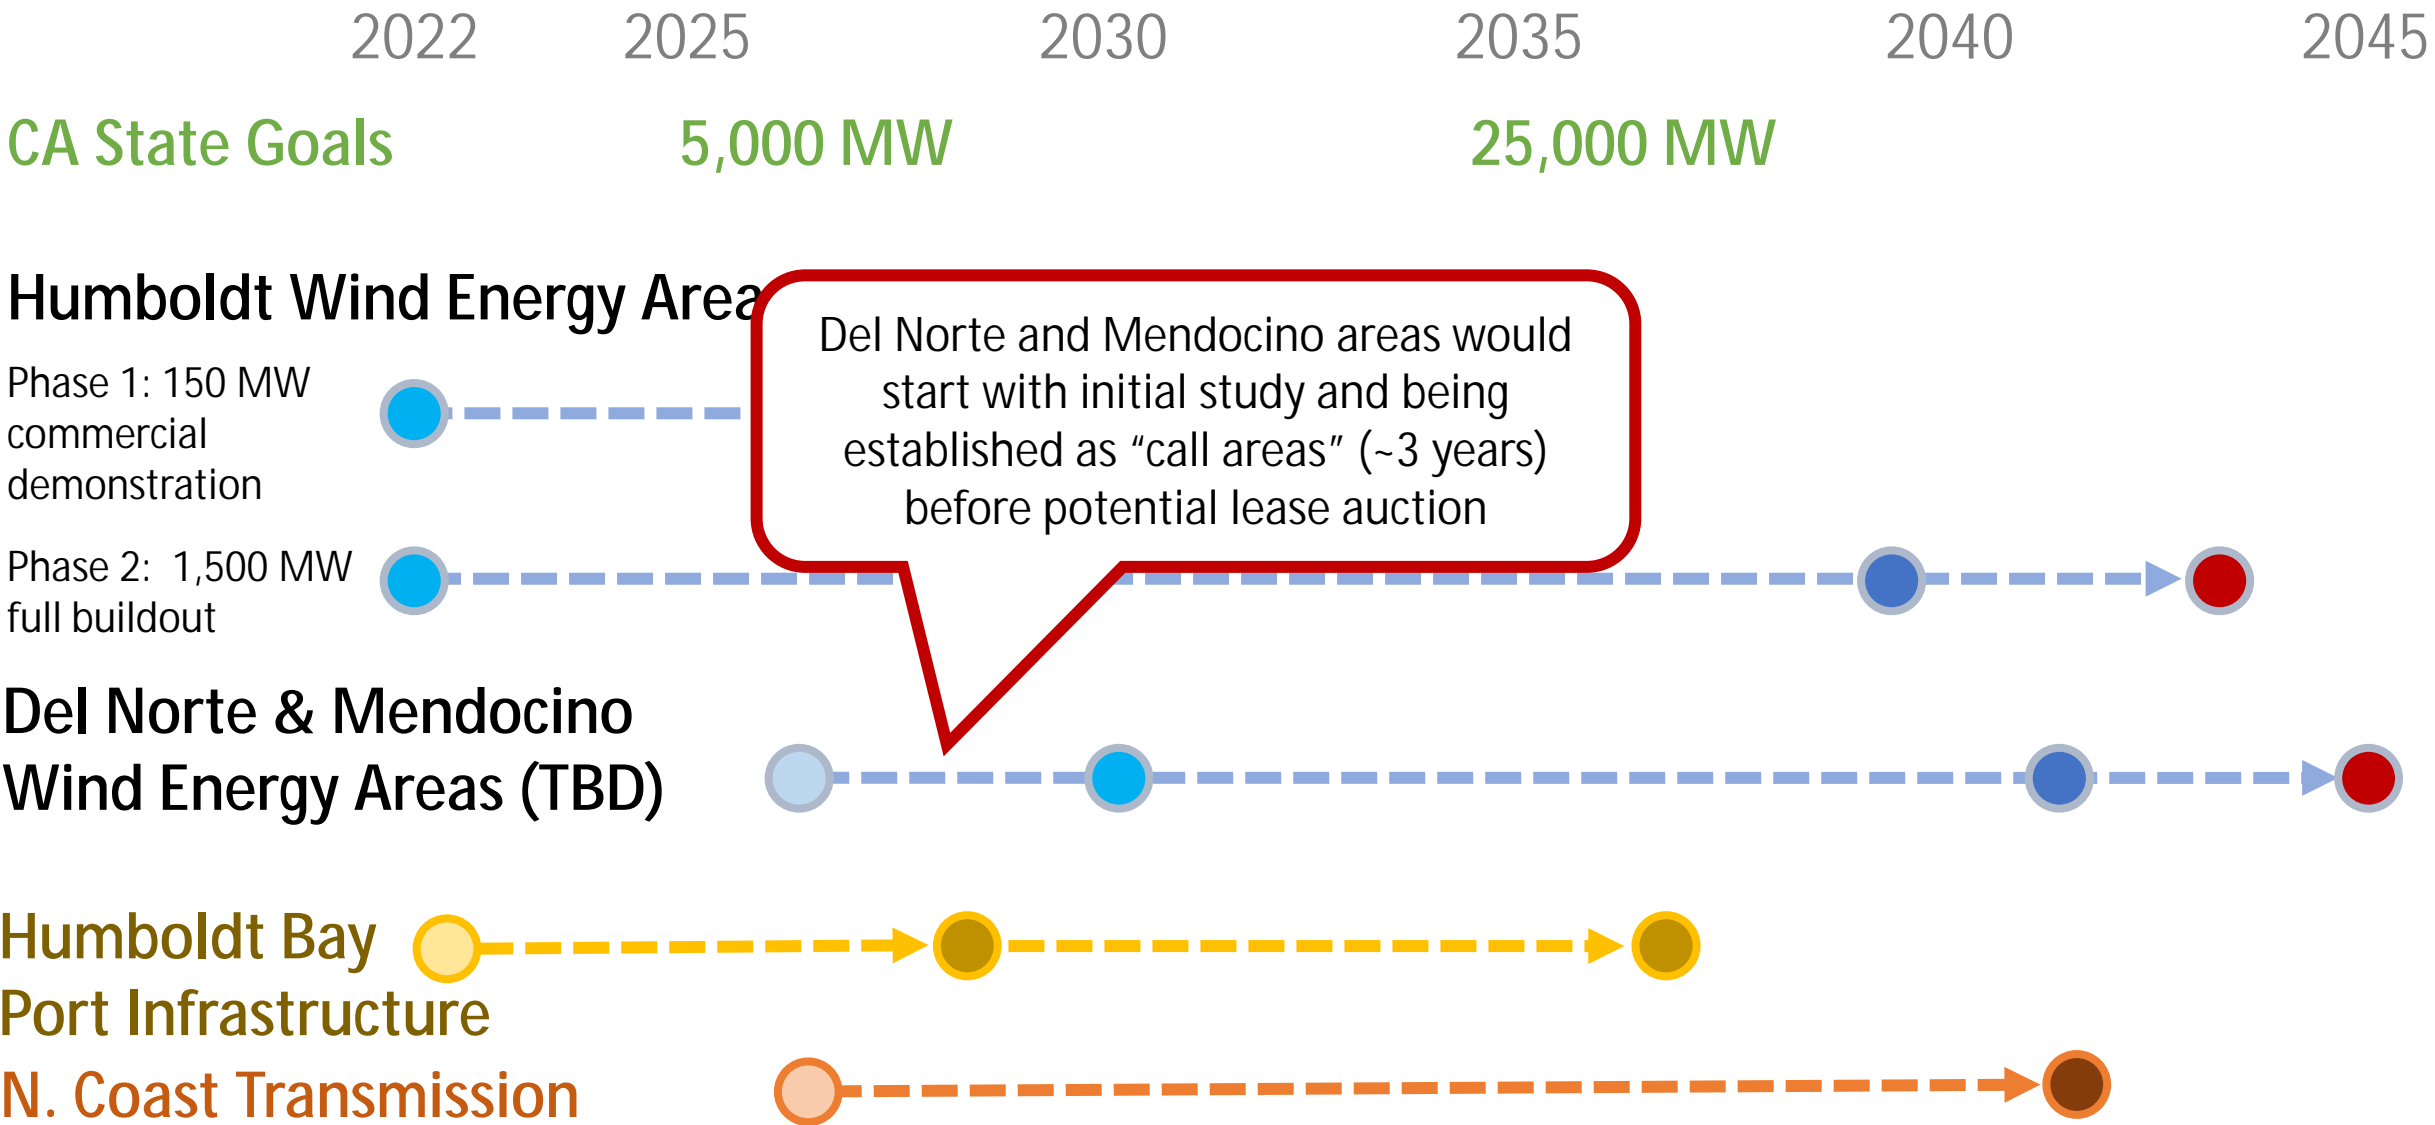 2022 2025 2030 2035 2040 2045
CA State Goals 5,000 MW 25,000 MW
Humboldt Wind Energy Area
Phase 1: 150 MW
commercial
demonstration
Del Norte and Mendocino areas would
start with initial study and being
established as “call areas” (~3 years)
before potential lease auction
Phase 2: 1,500 MW
full buildout
Del Norte & Mendocino
Wind Energy Areas (TBD)
Humboldt Bay
Port Infrastructure
N. Coast Transmission